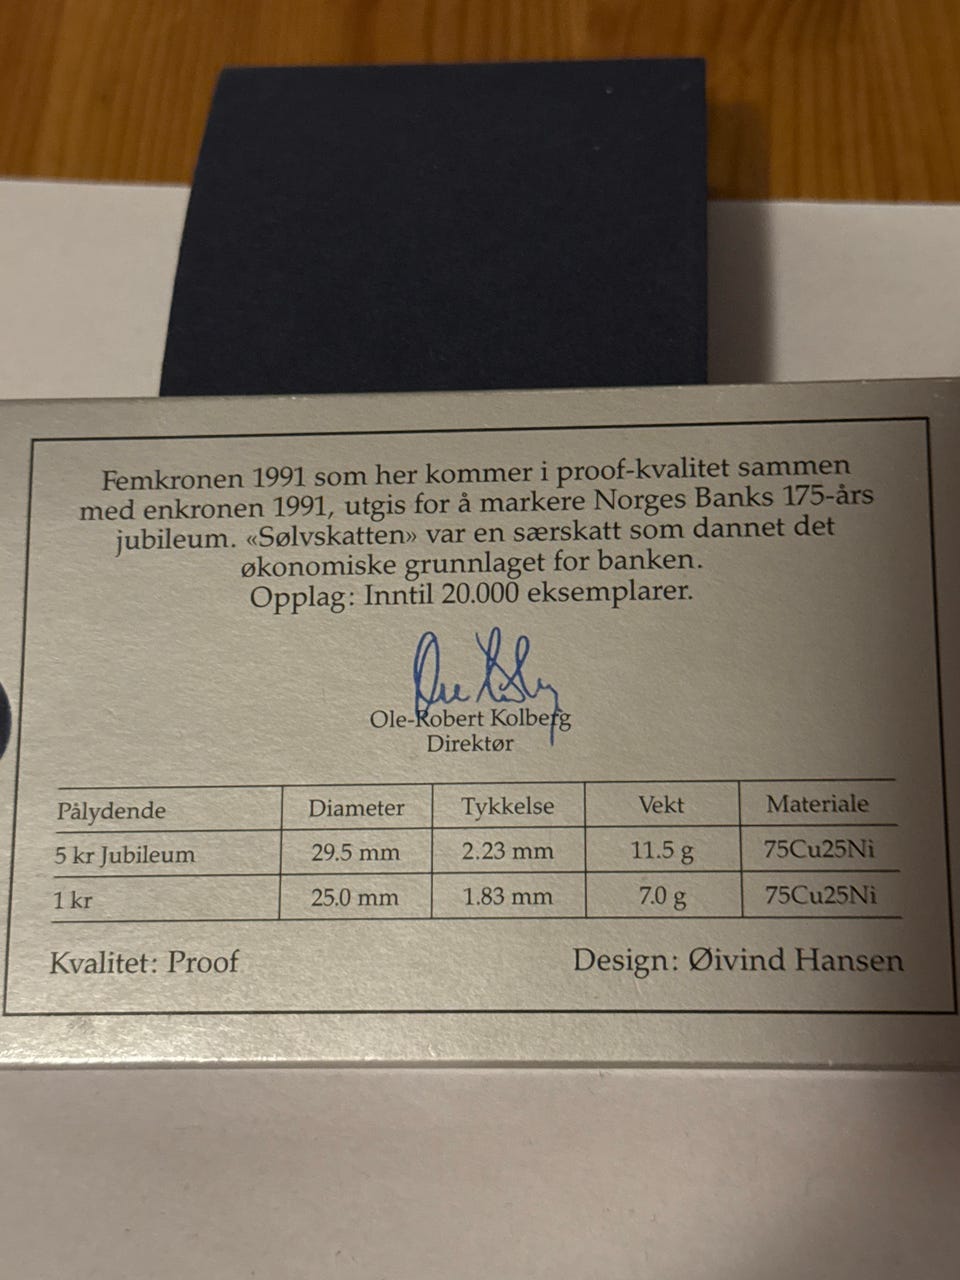 Femkronen 1991 som her kommer i proof-kvalitet sammen
med enkronen 1991, utgis for å markere Norges Banks 175-års
jubileum. «Sølvskatten» var en særskatt som dannet det
økonomiske grunnlaget for banken.
Opplag: Inntil 20.000 eksemplarer.
Ole-Robert Kolberg
Direktør
Pålydende Diameter Tykkelse Vekt Materiale
5 kr Jubileum 29.5 mm 2.23 mm 11.5 g 75Cu25Ni
1 kr 25.0 mm 1.83 mm 7.0 g 75Cu25Ni
Kvalitet: Proof Design: Øivind Hansen